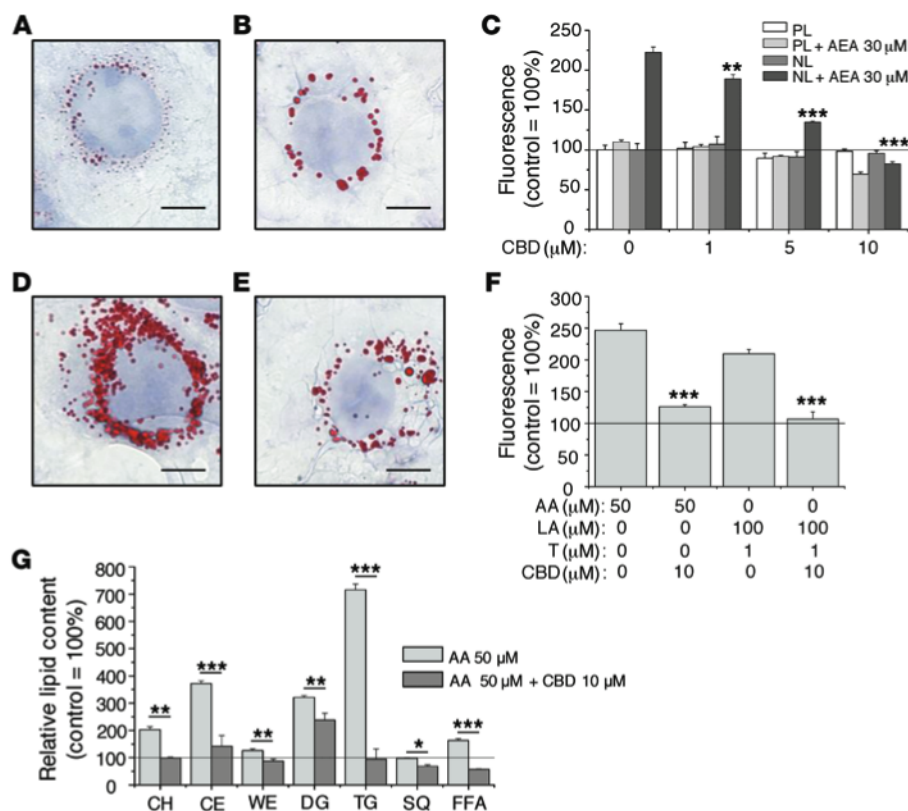 A
B
C
Fluorescence
(control = 100%)
250
200
150
100
50
0
PL
PL + AEA 30 µM
NL
NL + AEA 30 µM
**
***
***
CBD (µM): 0 1 5 10
D
E
F
Fluorescence
(control = 100%)
300
250
200
150
100
50
0
***
***
AA (µM): 50 50 0 0
LA (µM): 0 0 100 100
T (µM): 0 0 1 1
CBD (µM): 0 10 0 10
G
Relative lipid content
(control = 100%)
800
700
600
500
400
300
200
100
0
**
***
**
**
***
*
***
AA 50 µM
AA 50 µM + CBD 10 µM
CH CE WE DG TG SQ FFA